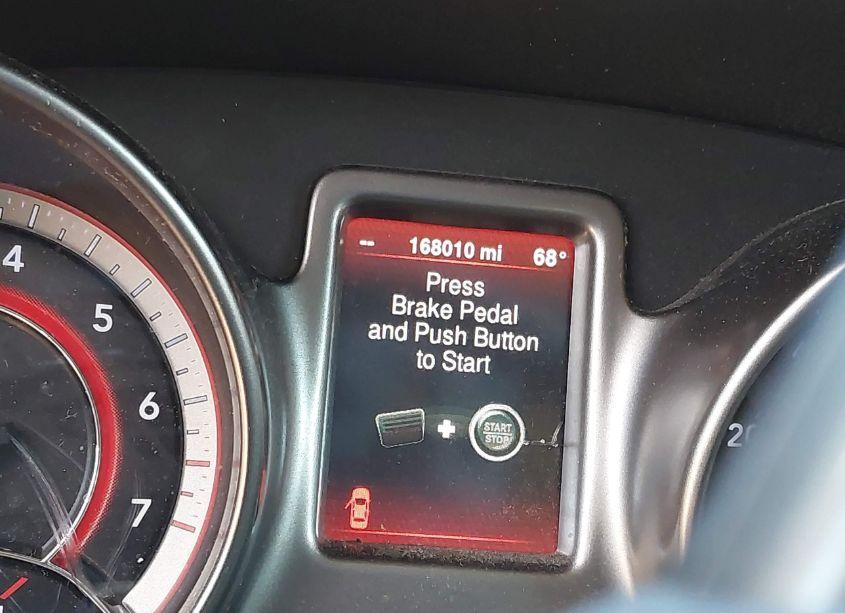 -- 168010 mi 68°
Press
Brake Pedal
and Push Button
to Start
+
START
STOP
4
5
6
7